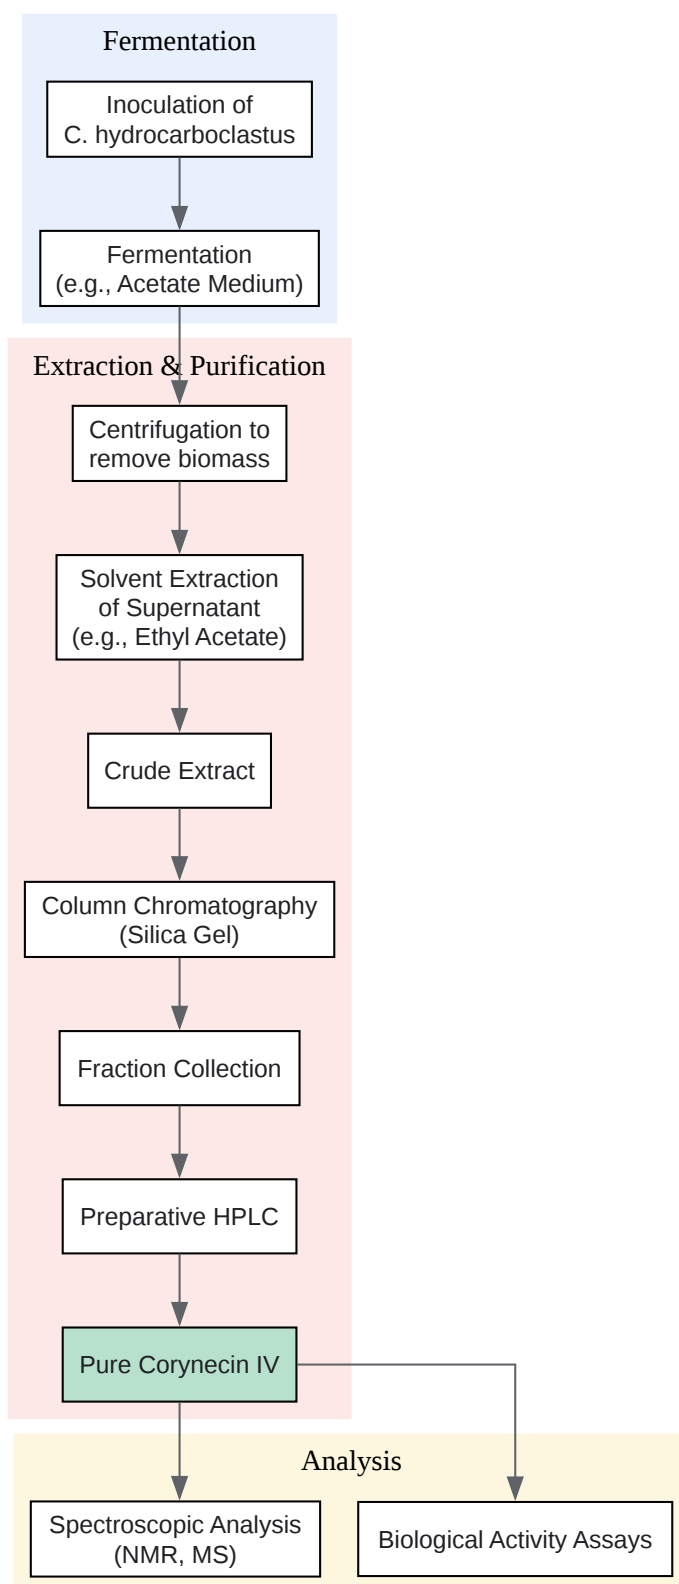 Fermentation
Inoculation of
C. hydrocarboclastus
Fermentation
(e.g., Acetate Medium)
Extraction & Purification
Centrifugation to
remove biomass
Solvent Extraction
of Supernatant
(e.g., Ethyl Acetate)
Crude Extract
Column Chromatography
(Silica Gel)
Fraction Collection
Preparative HPLC
Pure Corynecin IV
Analysis
Spectroscopic Analysis
(NMR, MS)
Biological Activity Assays